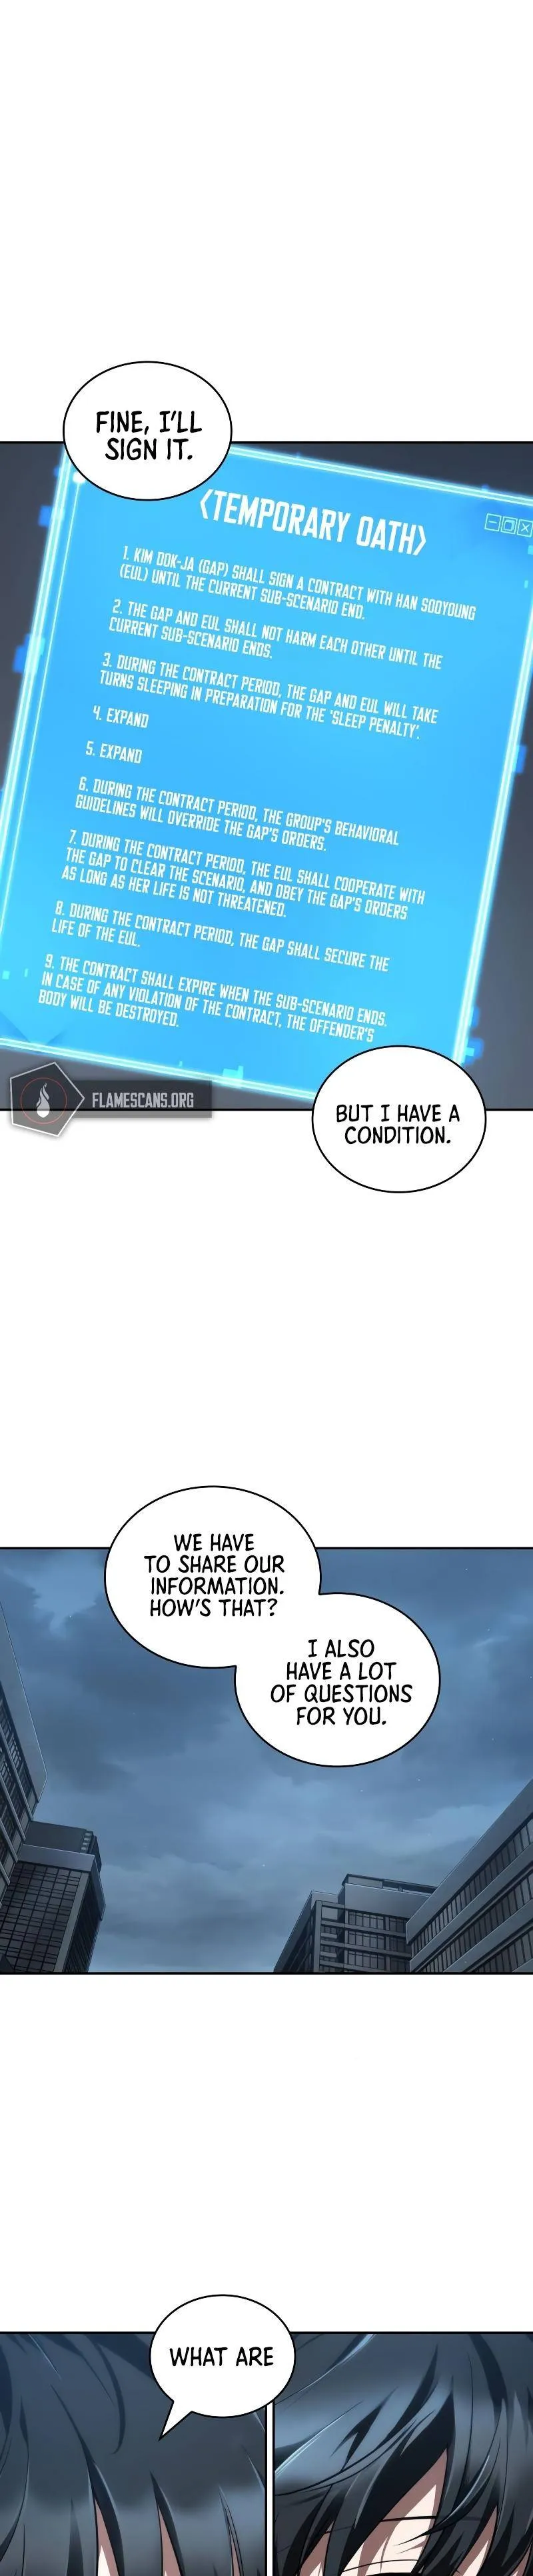 FINE, I'LL
SIGN IT.
<TEMPORARY OATH>
1. KIM DOK-JA (GAP) SHALL SIGN A CONTRACT WITH HAN SOOYOUNG
(EUL) UNTIL THE CURRENT SUB-SCENARIO END.
2. THE GAP AND EUL SHALL NOT HARM EACH OTHER UNTIL THE
CURRENT SUB-SCENARIO ENDS.
3. DURING THE CONTRACT PERIOD, THE GAP AND EUL WILL TAKE
TURNS SLEEPING IN PREPARATION FOR THE 'SLEEP PENALTY'.
4. EXPAND
5. EXPAND
6. DURING THE CONTRACT PERIOD, THE GROUP'S BEHAVIORAL
GUIDELINES WILL OVERRIDE THE GAP'S ORDERS.
7. DURING THE CONTRACT PERIOD, THE EUL SHALL COOPERATE WITH
THE GAP TO CLEAR THE SCENARIO, AND OBEY THE GAP'S ORDERS
AS LONG AS HER LIFE IS NOT THREATENED.
8. DURING THE CONTRACT PERIOD, THE GAP SHALL SECURE THE
LIFE OF THE EUL.
9. THE CONTRACT SHALL EXPIRE WHEN THE SUB-SCENARIO ENDS.
IN CASE OF ANY VIOLATION OF THE CONTRACT, THE OFFENDER'S
BODY WILL BE DESTROYED.
FLAMESCANS.ORG
BUT I HAVE A
CONDITION.
WE HAVE
TO SHARE OUR
INFORMATION.
HOW'S THAT?
I ALSO
HAVE A LOT
OF QUESTIONS
FOR YOU.
WHAT ARE